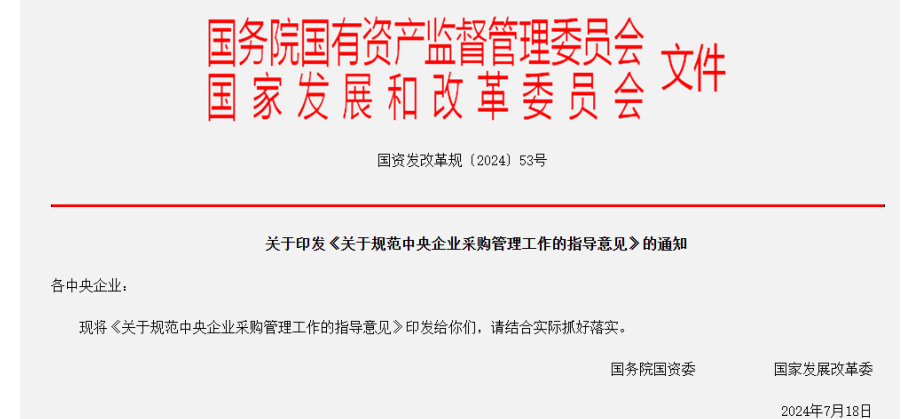 国务院国有资产监督管理委员会
国家发展和改革委员会
文件
国资发改革规〔2024〕53号
关于印发《关于规范中央企业采购管理工作的指导意见》的通知
各中央企业：
现将《关于规范中央企业采购管理工作的指导意见》印发给你们，请结合实际抓好落实。
国务院国资委 国家发展改革委
2024年7月18日